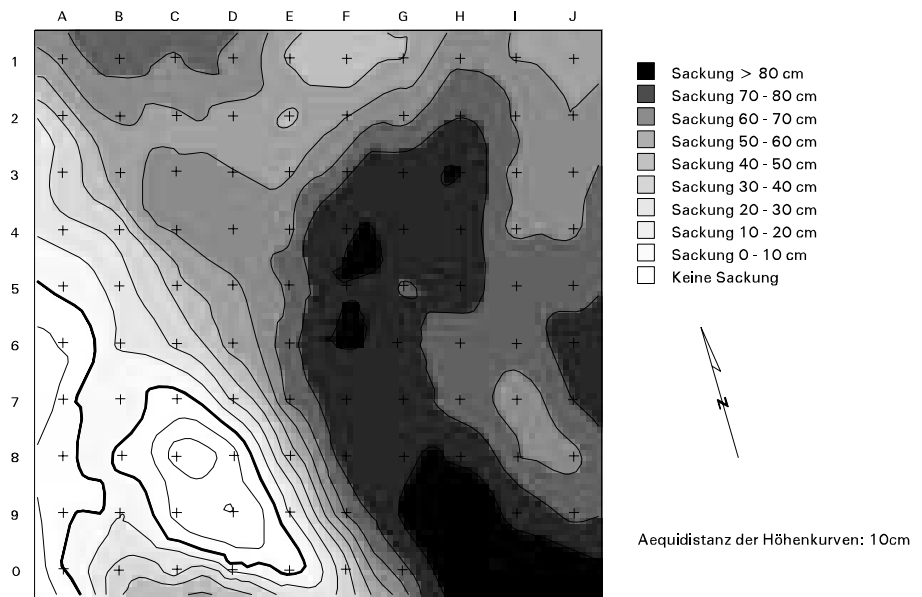 A B C D E F G H I J
1
2
3
4
5
6
7
8
9
0
Sackung > 80 cm
Sackung 70 - 80 cm
Sackung 60 - 70 cm
Sackung 50 - 60 cm
Sackung 40 - 50 cm
Sackung 30 - 40 cm
Sackung 20 - 30 cm
Sackung 10 - 20 cm
Sackung 0 - 10 cm
Keine Sackung
N
Aequidistanz der Höhenkurven: 10cm